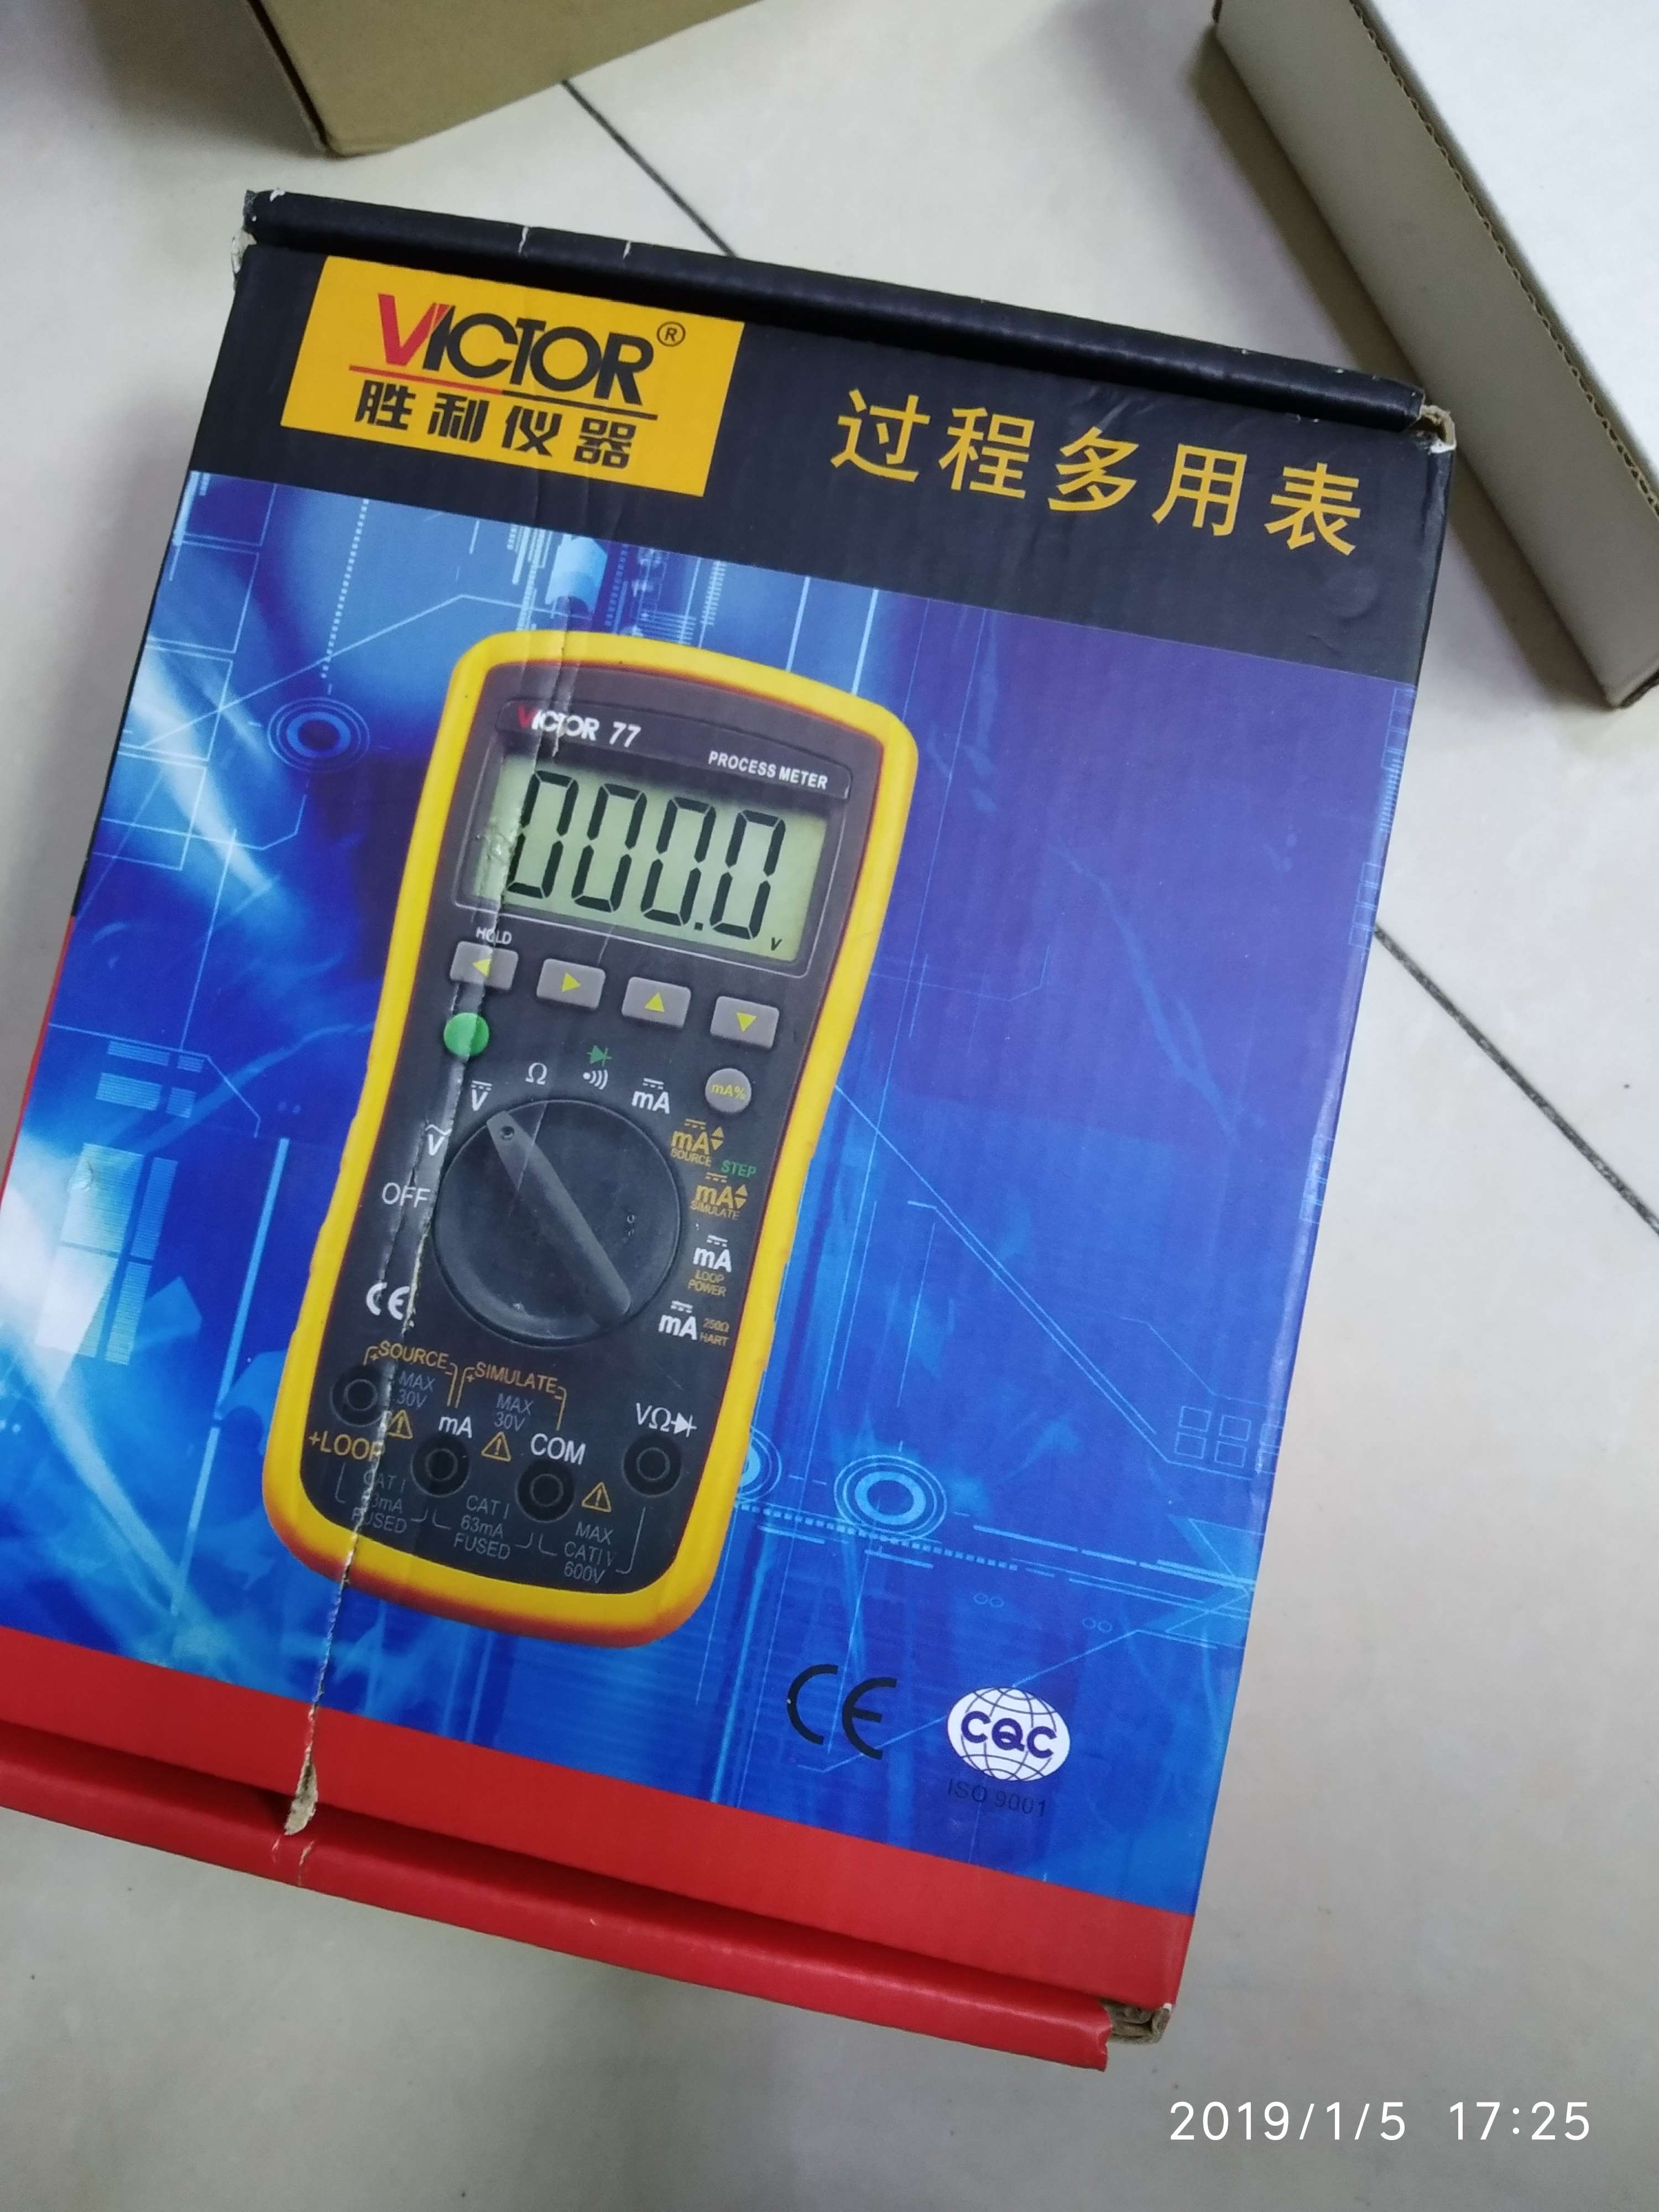 VICTOR®
胜利仪器
过程多用表
VICTOR 77
PROCESS METER
000.0
V
HOLD
mA%
Ω
V
mA
V
mA
SOURCE STEP
mA
SIMULATE
OFF
mA
LOOP
POWER
mA 250Ω
HART
CE
SOURCE
SIMULATE
MAX
30V
MAX
30V
VΩ
mA
COM
+LOOP
CAT I
63mA
FUSED
MAX
CAT IV
600V
FUSED
CE
CQC
ISO 9001
2019/1/5 17:25